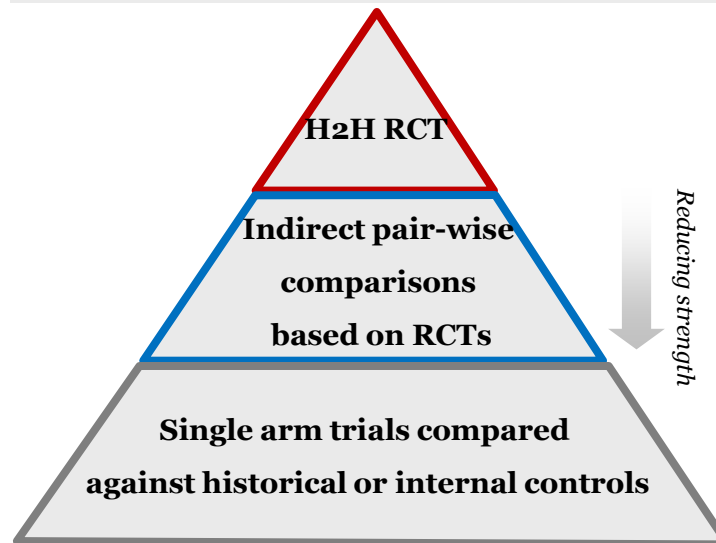 H2H RCT
Indirect pair-wise
comparisons
based on RCTs
Single arm trials compared
against historical or internal controls
Reducing strength